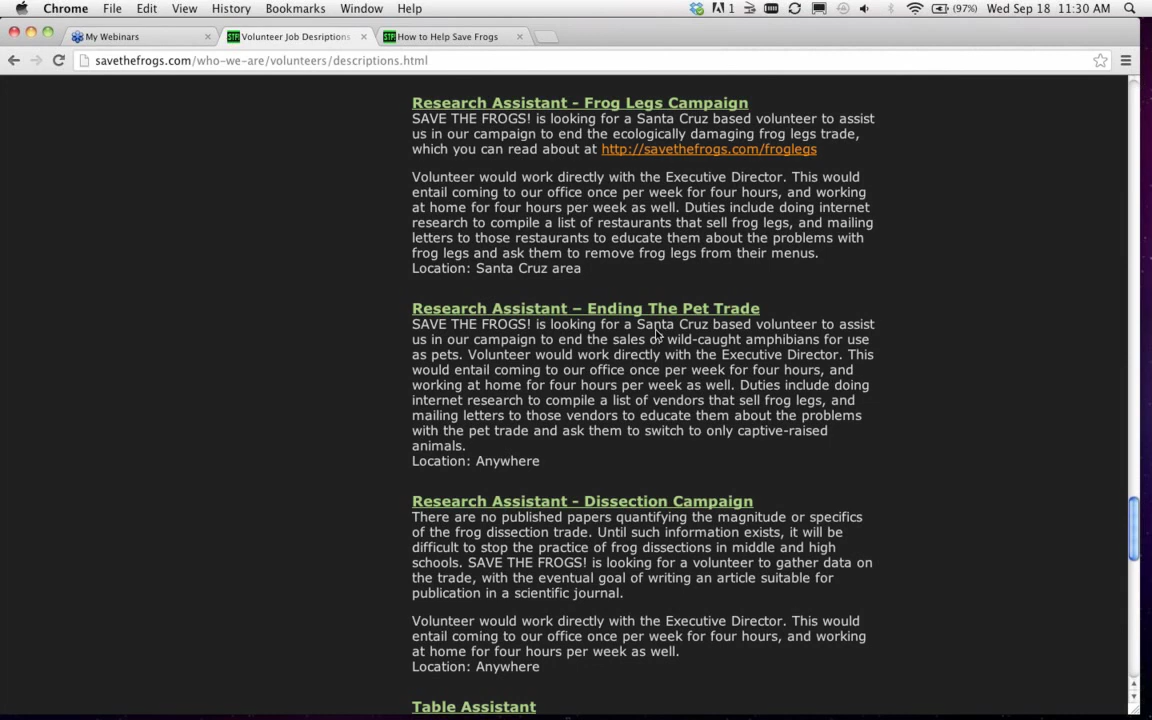 Chrome File Edit View History Bookmarks Window Help 1 (97%) Wed Sep 18 11:30 AM
My Webinars Volunteer Job Desriptions How to Help Save Frogs
savethefrogs.com/who-we-are/volunteers/descriptions.html
Research Assistant - Frog Legs Campaign
SAVE THE FROGS! is looking for a Santa Cruz based volunteer to assist
us in our campaign to end the ecologically damaging frog legs trade,
which you can read about at http://savethefrogs.com/froglegs
Volunteer would work directly with the Executive Director. This would
entail coming to our office once per week for four hours, and working
at home for four hours per week as well. Duties include doing internet
research to compile a list of restaurants that sell frog legs, and mailing
letters to those restaurants to educate them about the problems with
frog legs and ask them to remove frog legs from their menus.
Location: Santa Cruz area
Research Assistant – Ending The Pet Trade
SAVE THE FROGS! is looking for a Santa Cruz based volunteer to assist
us in our campaign to end the sales of wild-caught amphibians for use
as pets. Volunteer would work directly with the Executive Director. This
would entail coming to our office once per week for four hours, and
working at home for four hours per week as well. Duties include doing
internet research to compile a list of vendors that sell frog legs, and
mailing letters to those vendors to educate them about the problems
with the pet trade and ask them to switch to only captive-raised
animals.
Location: Anywhere
Research Assistant - Dissection Campaign
There are no published papers quantifying the magnitude or specifics
of the frog dissection trade. Until such information exists, it will be
difficult to stop the practice of frog dissections in middle and high
schools. SAVE THE FROGS! is looking for a volunteer to gather data on
the trade, with the eventual goal of writing an article suitable for
publication in a scientific journal.
Volunteer would work directly with the Executive Director. This would
entail coming to our office once per week for four hours, and working
at home for four hours per week as well.
Location: Anywhere
Table Assistant